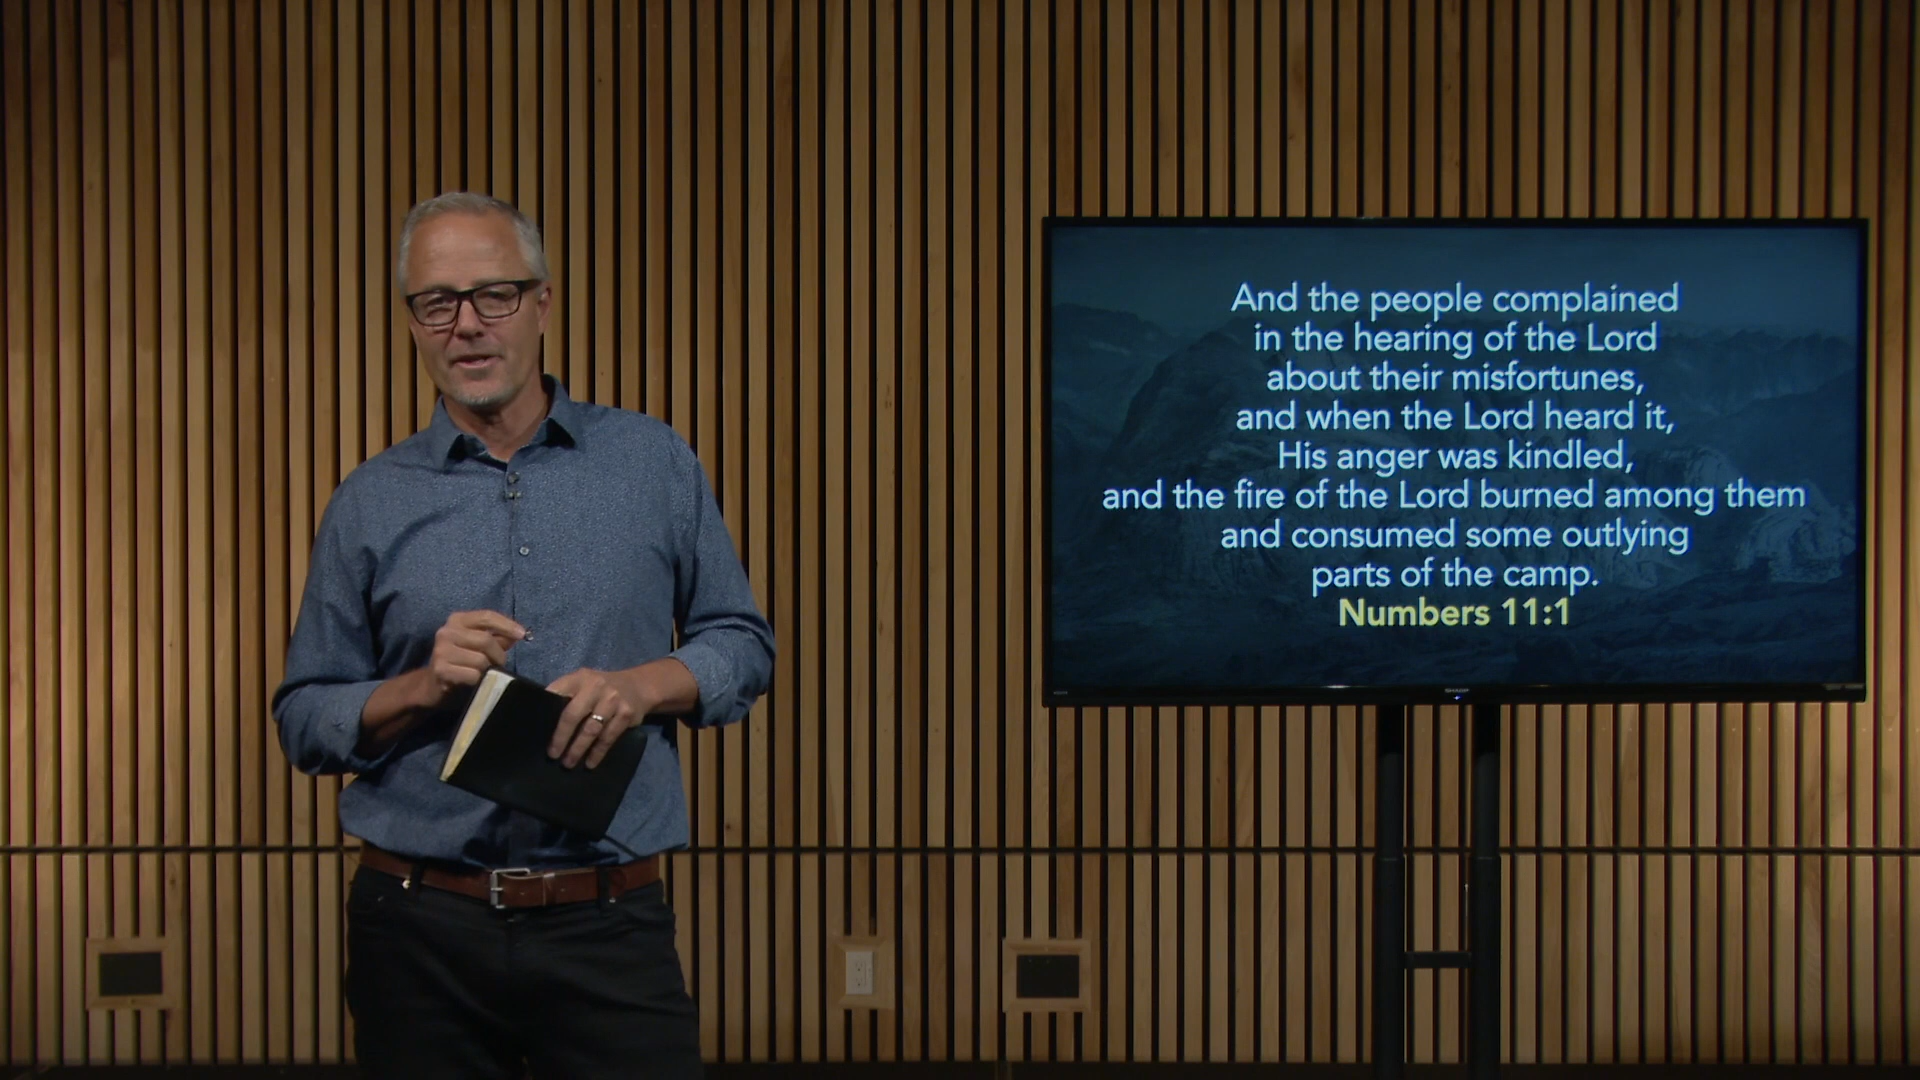 And the people complained
in the hearing of the Lord
about their misfortunes,
and when the Lord heard it,
His anger was kindled,
and the fire of the Lord burned among them
and consumed some outlying
parts of the camp.
Numbers 11:1
SHARP